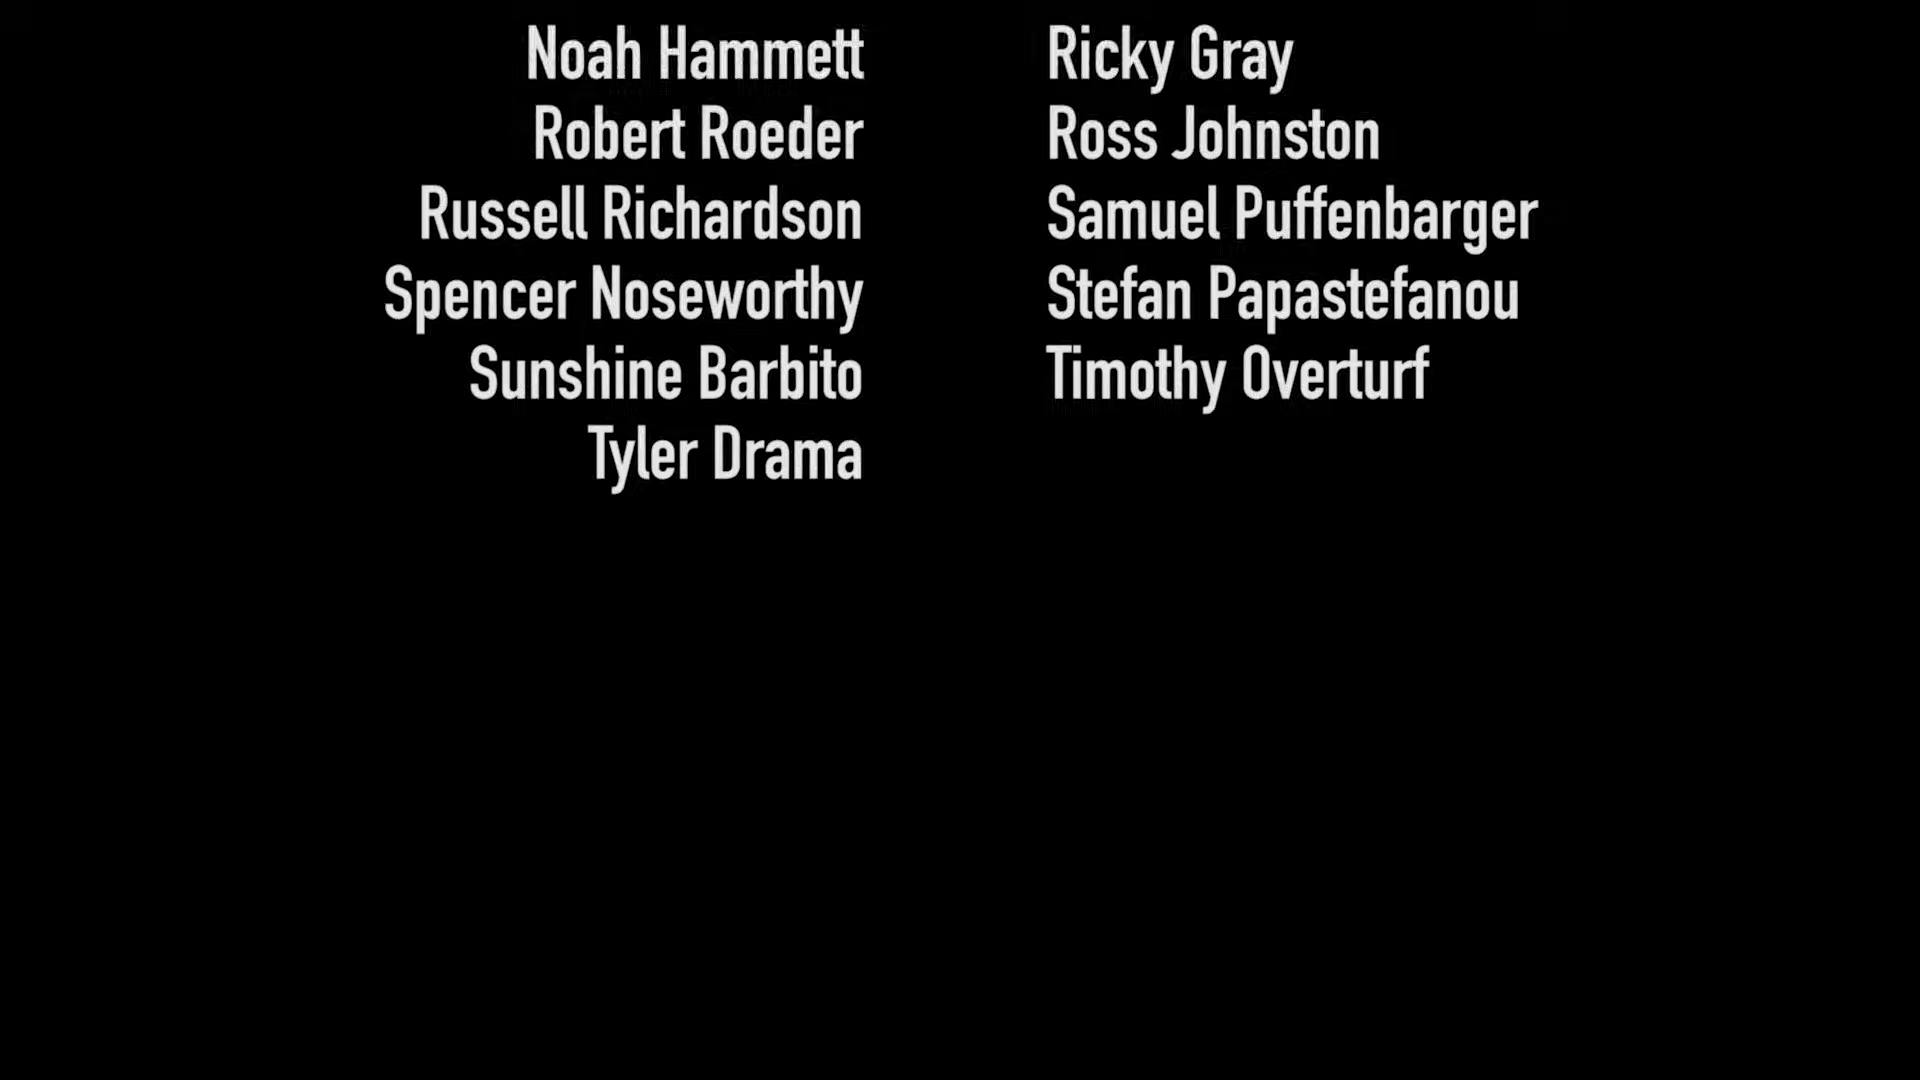 Noah Hammett Ricky Gray
Robert Roeder Ross Johnston
Russell Richardson Samuel Puffenbarger
Spencer Noseworthy Stefan Papastefanou
Sunshine Barbito Timothy Overturf
Tyler Drama